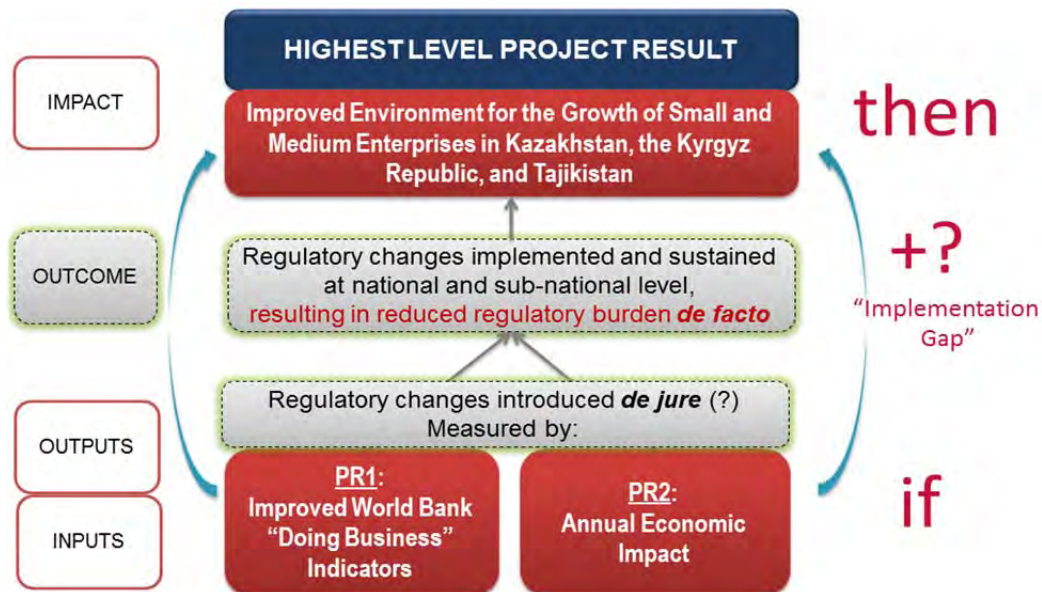 HIGHEST LEVEL PROJECT RESULT
IMPACT
Improved Environment for the Growth of Small and
Medium Enterprises in Kazakhstan, the Kyrgyz
Republic, and Tajikistan
then
OUTCOME
Regulatory changes implemented and sustained
at national and sub-national level,
resulting in reduced regulatory burden de facto
+?
“Implementation
Gap”
Regulatory changes introduced de jure (?)
Measured by:
OUTPUTS
INPUTS
PR1:
Improved World Bank
“Doing Business”
Indicators
PR2:
Annual Economic
Impact
if